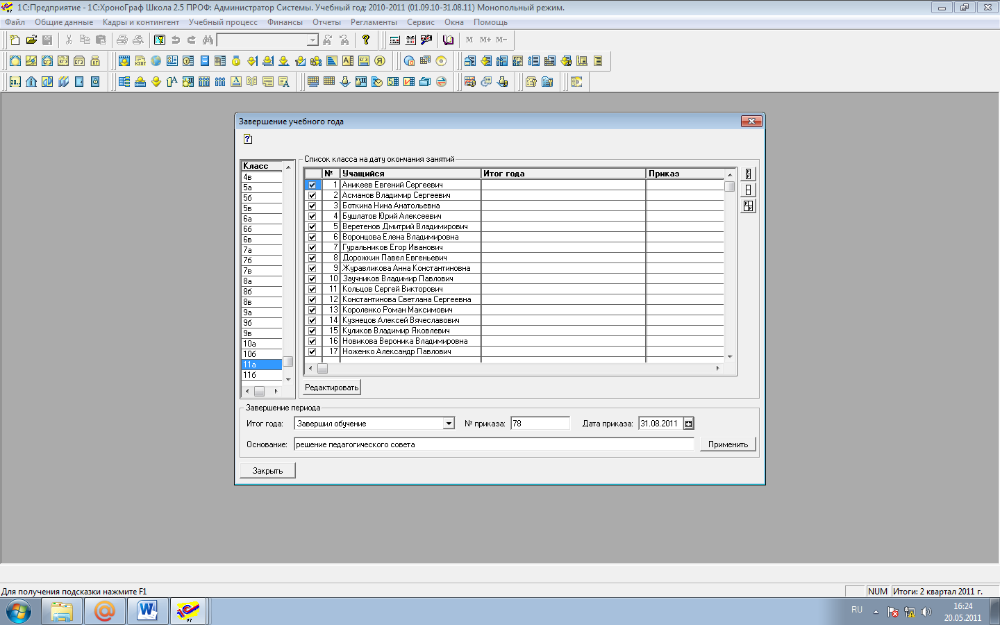 1С:Предприятие - 1С:ХроноГраф Школа 2.5 ПРОФ: Администратор Системы. Учебный год: 2010-2011 (01.09.10-31.08.11) Монопольный режим.
Файл Общие данные Кадры и контингент Учебный процесс Финансы Отчеты Регламенты Сервис Окна Помощь
M M+ M−
Завершение учебного года
Список класса на дату окончания занятий
Класс
4в
5а
5б
5в
6а
6б
6в
7а
7б
7в
8а
8б
8в
9а
9б
9в
10а
10б
11а
11б
№ Учащийся Итог года Приказ
1 Аникеев Евгений Сергеевич
2 Асманов Владимир Сергеевич
3 Боткина Нина Анатольевна
4 Бушлатов Юрий Алексеевич
5 Веретенов Дмитрий Владимирович
6 Воронцова Елена Владимировна
7 Гуральников Егор Иванович
8 Дорожкин Павел Евгеньевич
9 Журавликова Анна Константиновна
10 Заучников Владимир Павлович
11 Кольцов Сергей Викторович
12 Константинова Светлана Сергеевна
13 Короленко Роман Максимович
14 Кузнецов Алексей Вячеславович
15 Куликов Владимир Яковлевич
16 Новикова Вероника Владимировна
17 Ноженко Александр Павлович
Редактировать
Завершение периода
Итог года: Завершил обучение № приказа: 78 Дата приказа: 31.08.2011
Основание: решение педагогического совета Применить
Закрыть
Для получения подсказки нажмите F1 NUM Итоги: 2 квартал 2011 г.
RU 16:24
20.05.2011